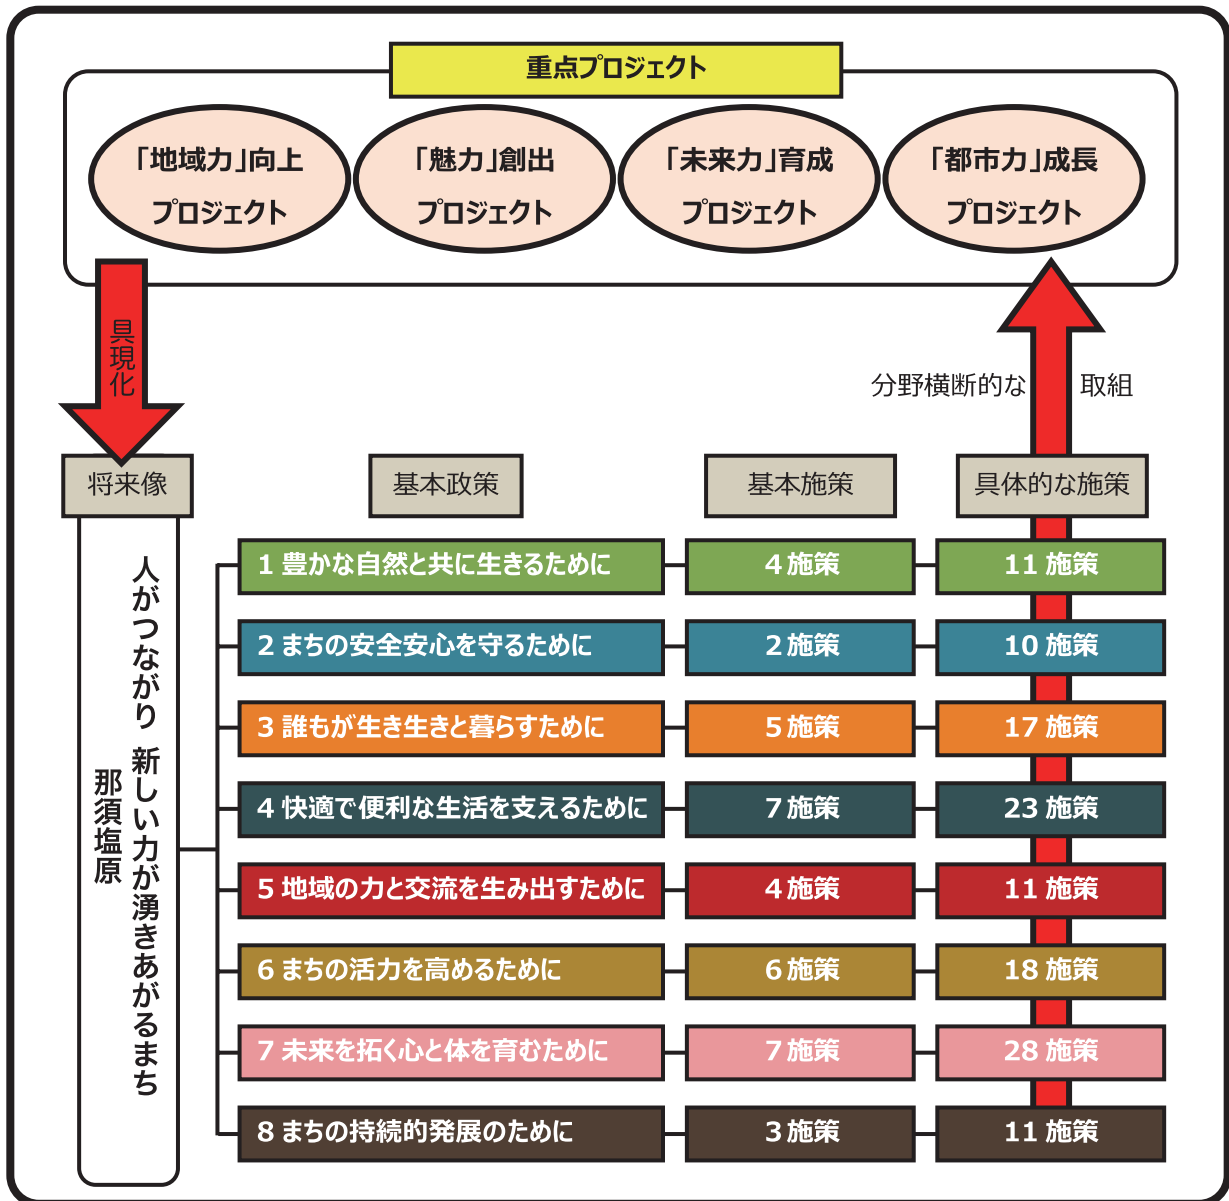 重点プロジェクト
「地域力」向上
プロジェクト
「魅力」創出
プロジェクト
「未来力」育成
プロジェクト
「都市力」成長
プロジェクト
具現化
分野横断的な 取組
将来像
基本政策
基本施策
具体的な施策
人がつながり 新しい力が湧きあがるまち
那須塩原
1 豊かな自然と共に生きるために
4 施策
11 施策
2 まちの安全安心を守るために
2 施策
10 施策
3 誰もが生き生きと暮らすために
5 施策
17 施策
4 快適で便利な生活を支えるために
7 施策
23 施策
5 地域の力と交流を生み出すために
4 施策
11 施策
6 まちの活力を高めるために
6 施策
18 施策
7 未来を拓く心と体を育むために
7 施策
28 施策
8 まちの持続的発展のために
3 施策
11 施策